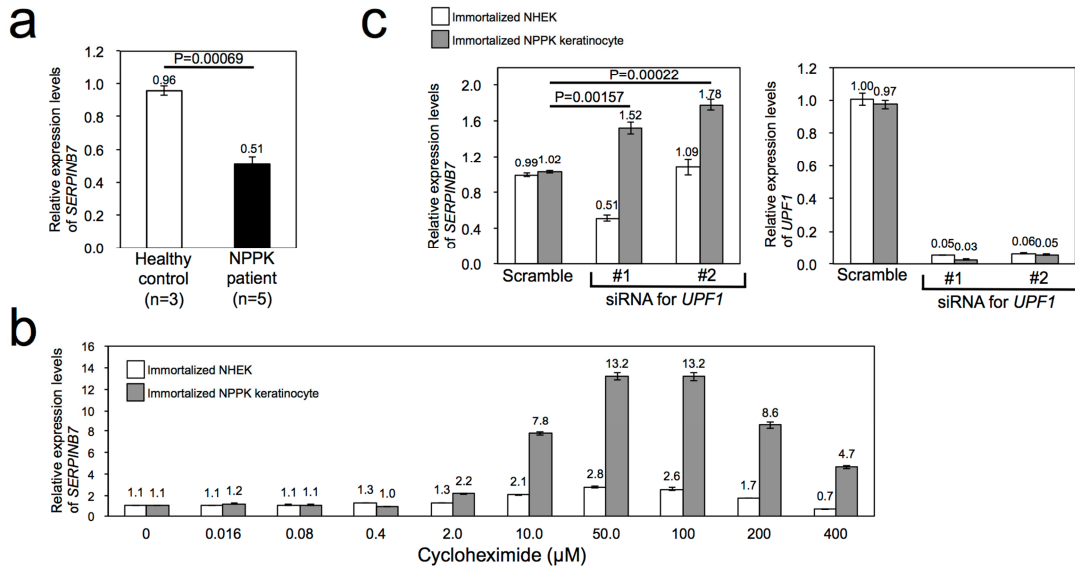 a
Relative expression levels
of SERPINB7
1.2
1.0
0.8
0.6
0.4
0.2
0.0
P=0.00069
0.96
0.51
Healthy
control
(n=3)
NPPK
patient
(n=5)
c
Immortalized NHEK
Immortalized NPPK keratinocyte
Relative expression levels
of SERPINB7
2.0
1.6
1.2
0.8
0.4
0.0
P=0.00022
P=0.00157
0.99 1.02
0.51
1.52
1.09
1.78
Scramble
#1
#2
siRNA for UPF1
Relative expression levels
of UPF1
1.2
1.0
0.8
0.6
0.4
0.2
0.0
1.00 0.97
0.05 0.03
0.06 0.05
Scramble
#1
#2
siRNA for UPF1
b
Relative expression levels
of SERPINB7
16
14
12
10
8
6
4
2
0
Immortalized NHEK
Immortalized NPPK keratinocyte
1.1 1.1
1.1 1.2
1.1 1.1
1.3 1.0
1.3 2.2
2.1 7.8
2.8 13.2
2.6 13.2
1.7 8.6
0.7 4.7
0 0.016 0.08 0.4 2.0 10.0 50.0 100 200 400
Cycloheximide (μM)